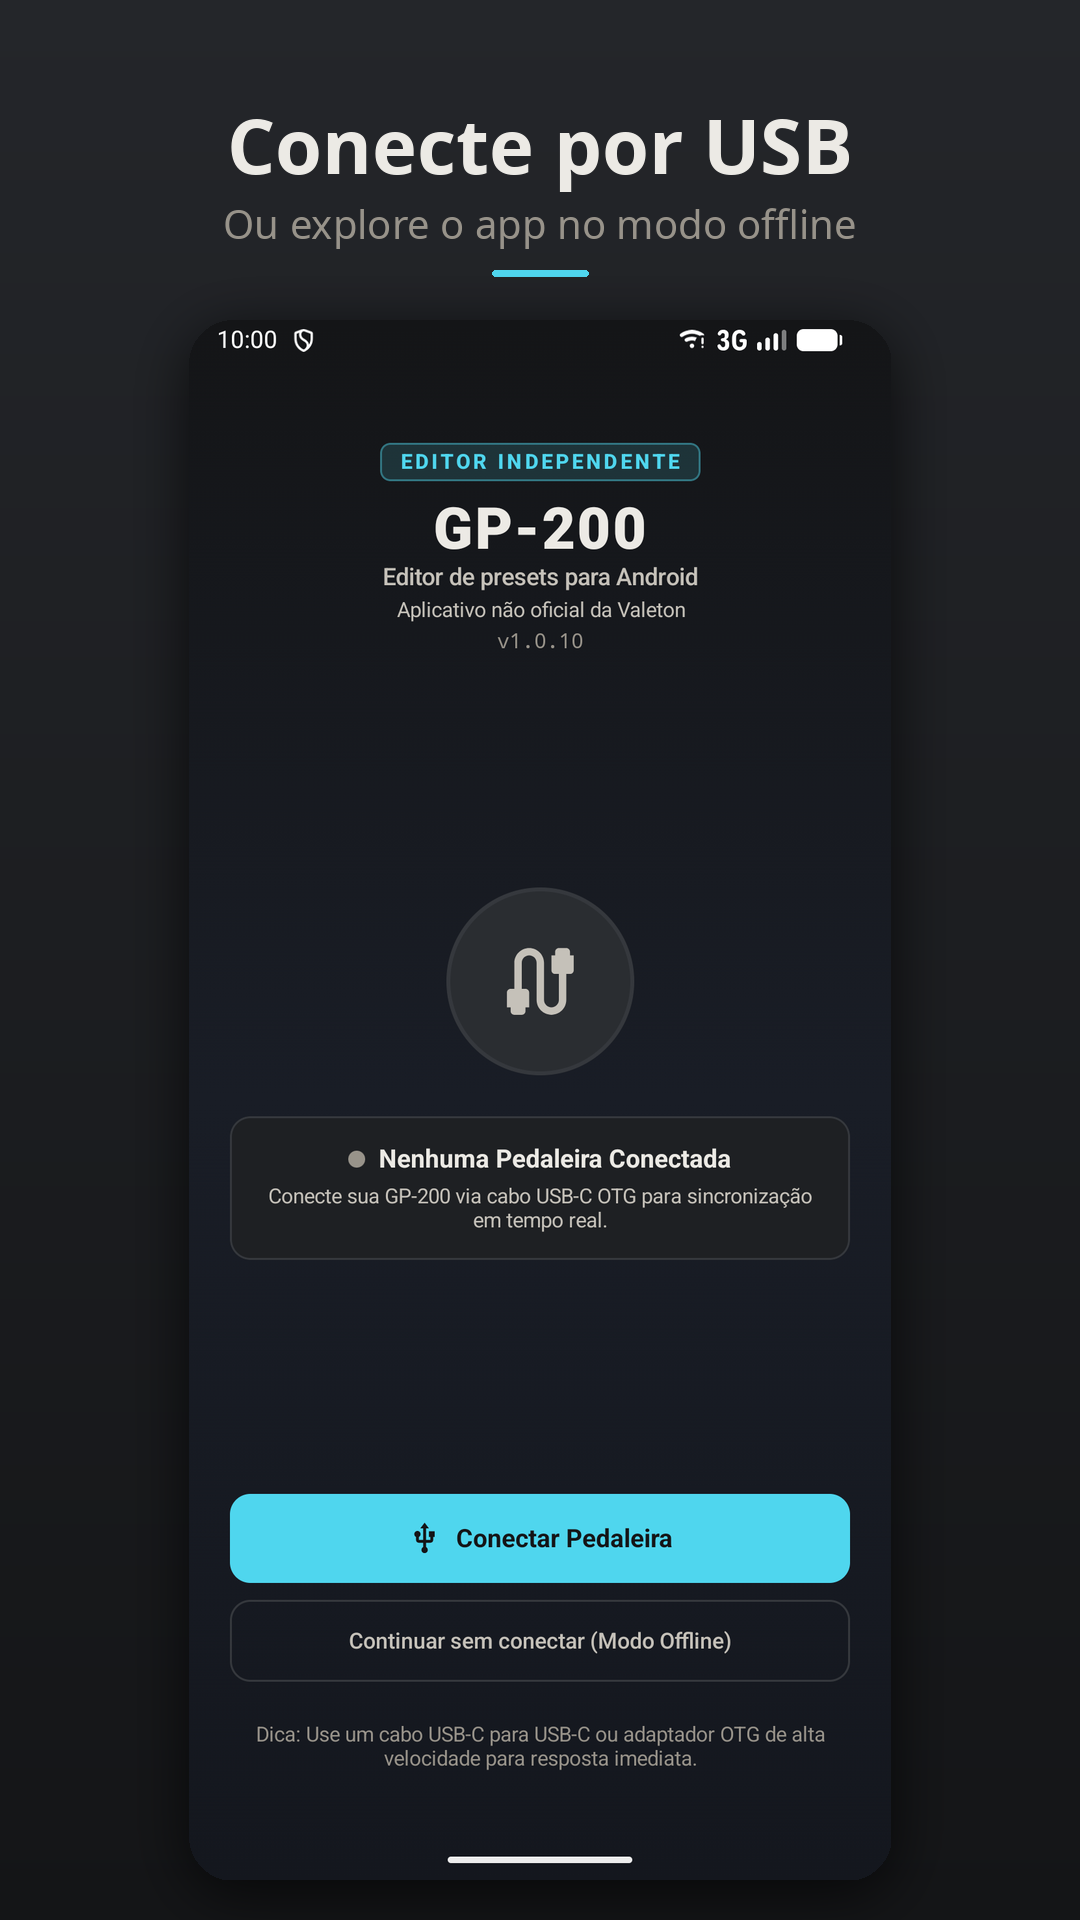 Conecte por USB
Ou explore o app no modo offline
10:00 3G
EDITOR INDEPENDENTE
GP-200
Editor de presets para Android
Aplicativo não oficial da Valeton
v1.0.10
Nenhuma Pedaleira Conectada
Conecte sua GP-200 via cabo USB-C OTG para sincronização
em tempo real.
Conectar Pedaleira
Continuar sem conectar (Modo Offline)
Dica: Use um cabo USB-C para USB-C ou adaptador OTG de alta
velocidade para resposta imediata.